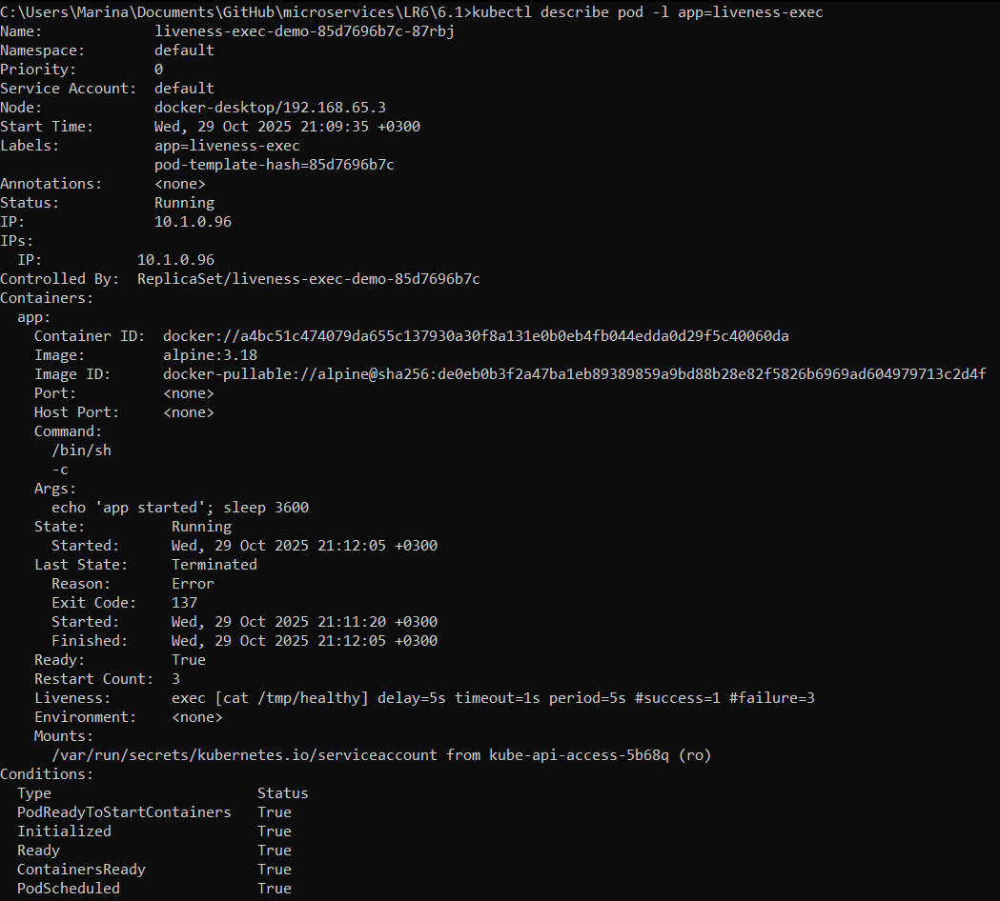 C:\Users\Marina\Documents\GitHub\microservices\LR6\6.1>kubectl describe pod -l app=liveness-exec
Name:             liveness-exec-demo-85d7696b7c-87rbj
Namespace:        default
Priority:         0
Service Account:  default
Node:             docker-desktop/192.168.65.3
Start Time:       Wed, 29 Oct 2025 21:09:35 +0300
Labels:           app=liveness-exec
                  pod-template-hash=85d7696b7c
Annotations:      <none>
Status:           Running
IP:               10.1.0.96
IPs:
  IP:           10.1.0.96
Controlled By:  ReplicaSet/liveness-exec-demo-85d7696b7c
Containers:
  app:
    Container ID:  docker://a4bc51c474079da655c137930a30f8a131e0b0eb4fb044edda0d29f5c40060da
    Image:         alpine:3.18
    Image ID:      docker-pullable://alpine@sha256:de0eb0b3f2a47ba1eb89389859a9bd88b28e82f5826b6969ad604979713c2d4f
    Port:          <none>
    Host Port:     <none>
    Command:
      /bin/sh
      -c
    Args:
      echo 'app started'; sleep 3600
    State:          Running
      Started:      Wed, 29 Oct 2025 21:12:05 +0300
    Last State:     Terminated
      Reason:       Error
      Exit Code:    137
      Started:      Wed, 29 Oct 2025 21:11:20 +0300
      Finished:     Wed, 29 Oct 2025 21:12:05 +0300
    Ready:          True
    Restart Count:  3
    Liveness:       exec [cat /tmp/healthy] delay=5s timeout=1s period=5s #success=1 #failure=3
    Environment:    <none>
    Mounts:
      /var/run/secrets/kubernetes.io/serviceaccount from kube-api-access-5b68q (ro)
Conditions:
  Type                        Status
  PodReadyToStartContainers   True
  Initialized                 True
  Ready                       True
  ContainersReady             True
  PodScheduled                True